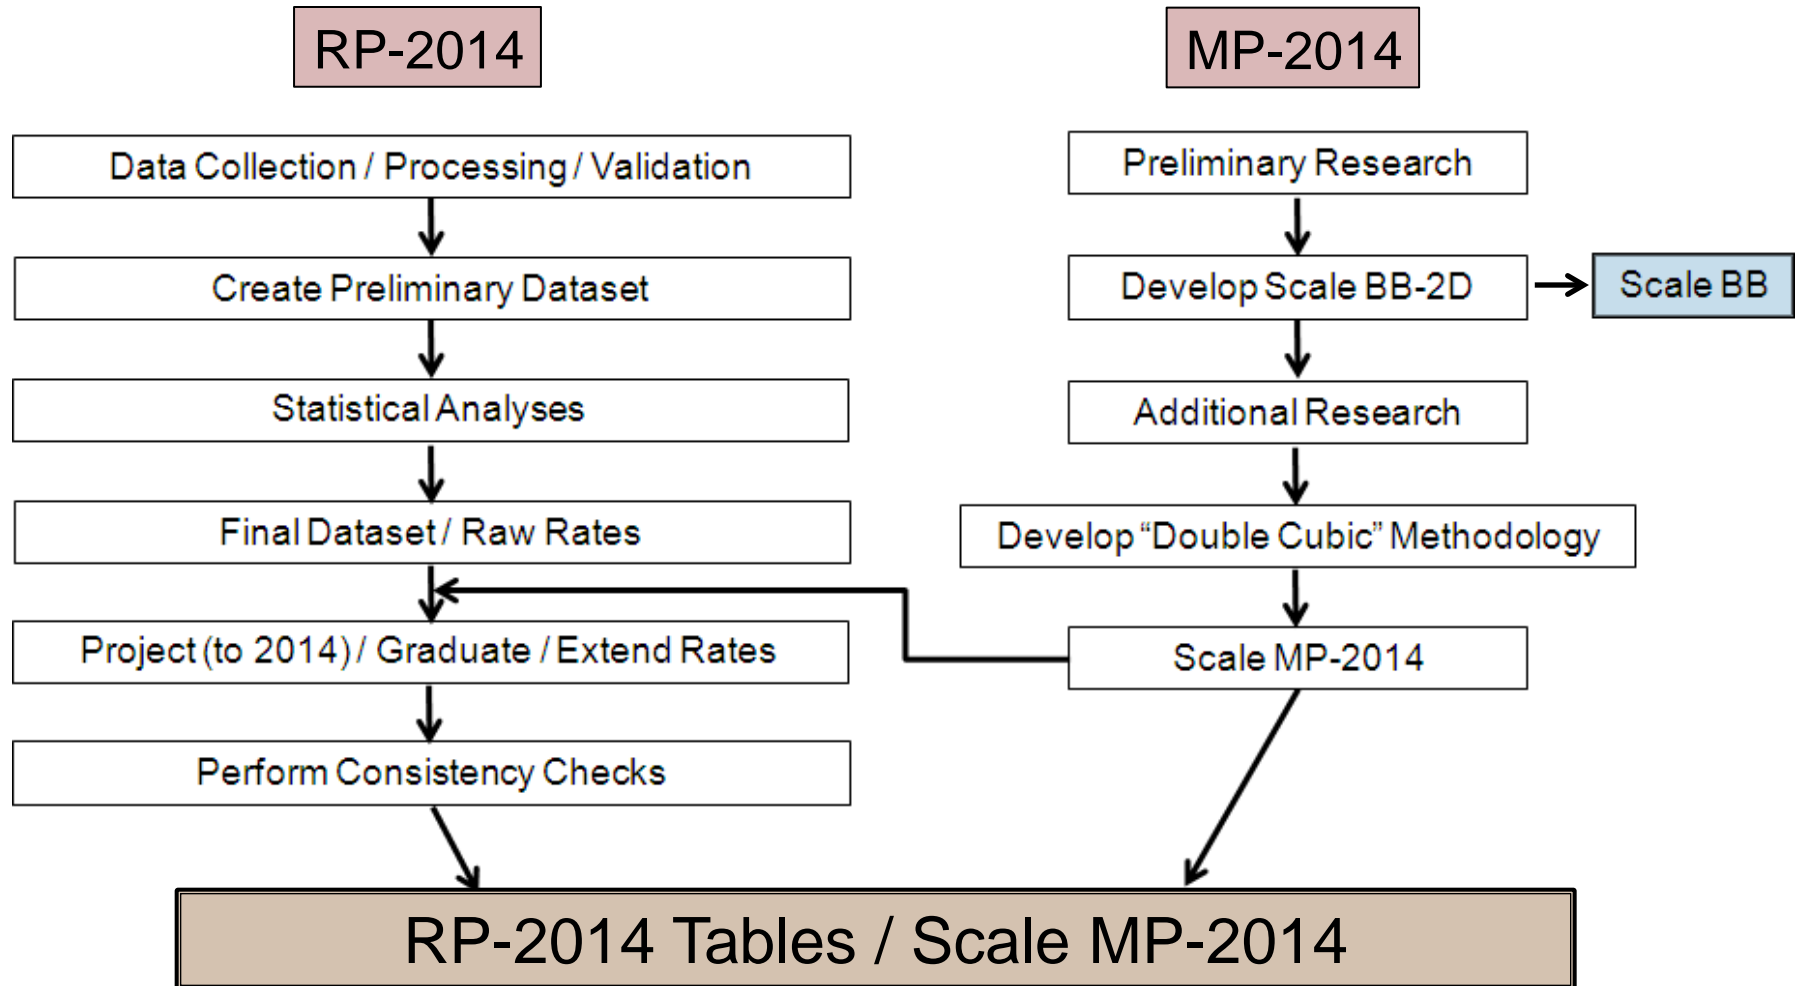 RP-2014
Data Collection / Processing / Validation
Create Preliminary Dataset
Statistical Analyses
Final Dataset / Raw Rates
Project (to 2014) / Graduate / Extend Rates
Perform Consistency Checks
MP-2014
Preliminary Research
Develop Scale BB-2D
Scale BB
Additional Research
Develop “Double Cubic” Methodology
Scale MP-2014
RP-2014 Tables / Scale MP-2014